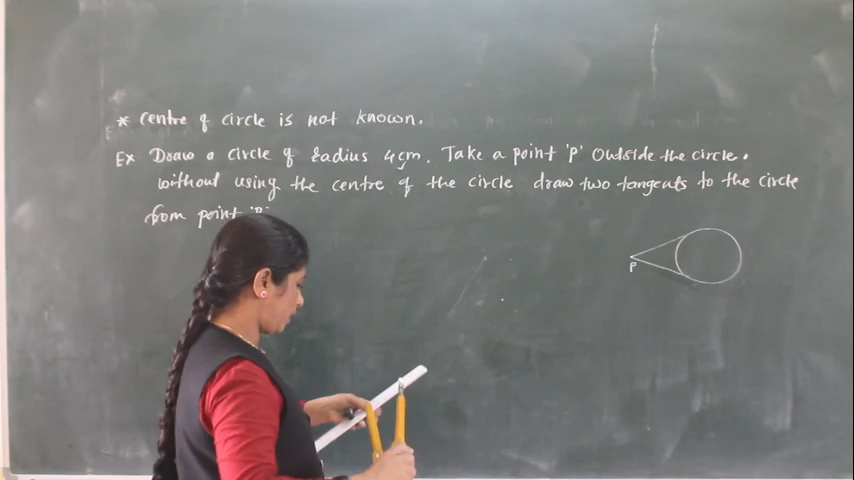 * Centre of circle is not known.
Ex Draw a circle of radius 4cm. Take a point 'P' outside the circle.
without using the centre of the circle draw two tangents to the circle
from point 'P'
P